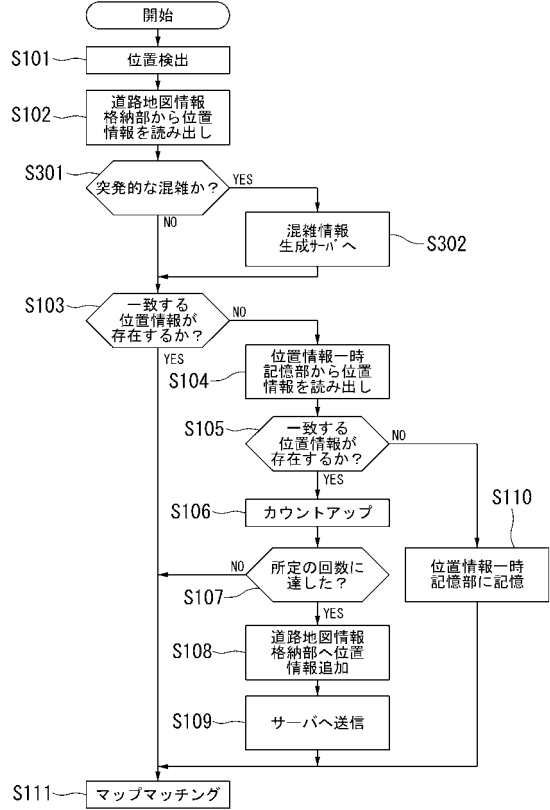 開始
S101
位置検出
S102
道路地図情報
格納部から位置
情報を読み出し
S301
突発的な混雑か?
YES
NO
混雑情報
生成ｻｰﾊﾞへ
S302
S103
一致する
位置情報が
存在するか?
NO
YES
S104
位置情報一時
記憶部から位置
情報を読み出し
S105
一致する
位置情報が
存在するか?
NO
YES
S106
カウントアップ
S110
位置情報一時
記憶部に記憶
NO
所定の回数に
達した?
S107
YES
S108
道路地図情報
格納部へ位置
情報追加
S109
サーバへ送信
S111
マップマッチング